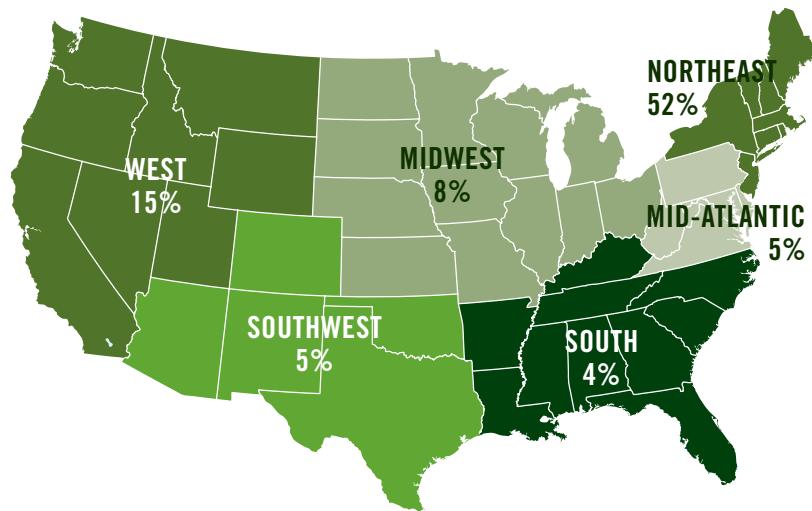 NORTHEAST
52%
WEST
15%
MIDWEST
8%
MID-ATLANTIC
5%
SOUTHWEST
5%
SOUTH
4%